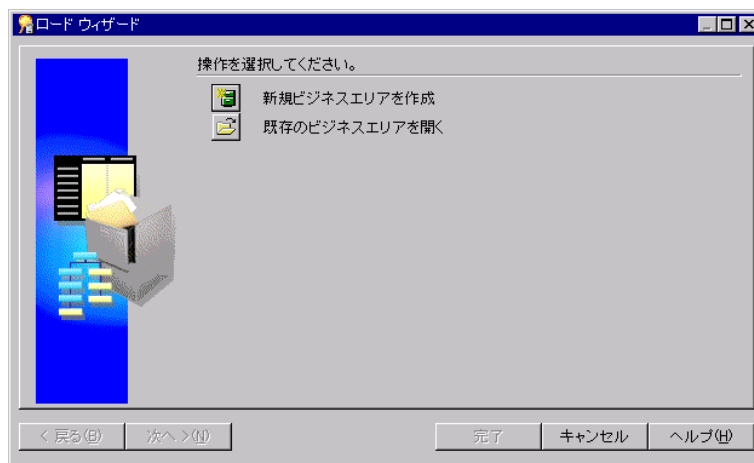 ロード ウィザード
操作を選択してください。
新規ビジネスエリアを作成
既存のビジネスエリアを開く
< 戻る(B)
次へ >(N)
完了
キャンセル
ヘルプ(H)